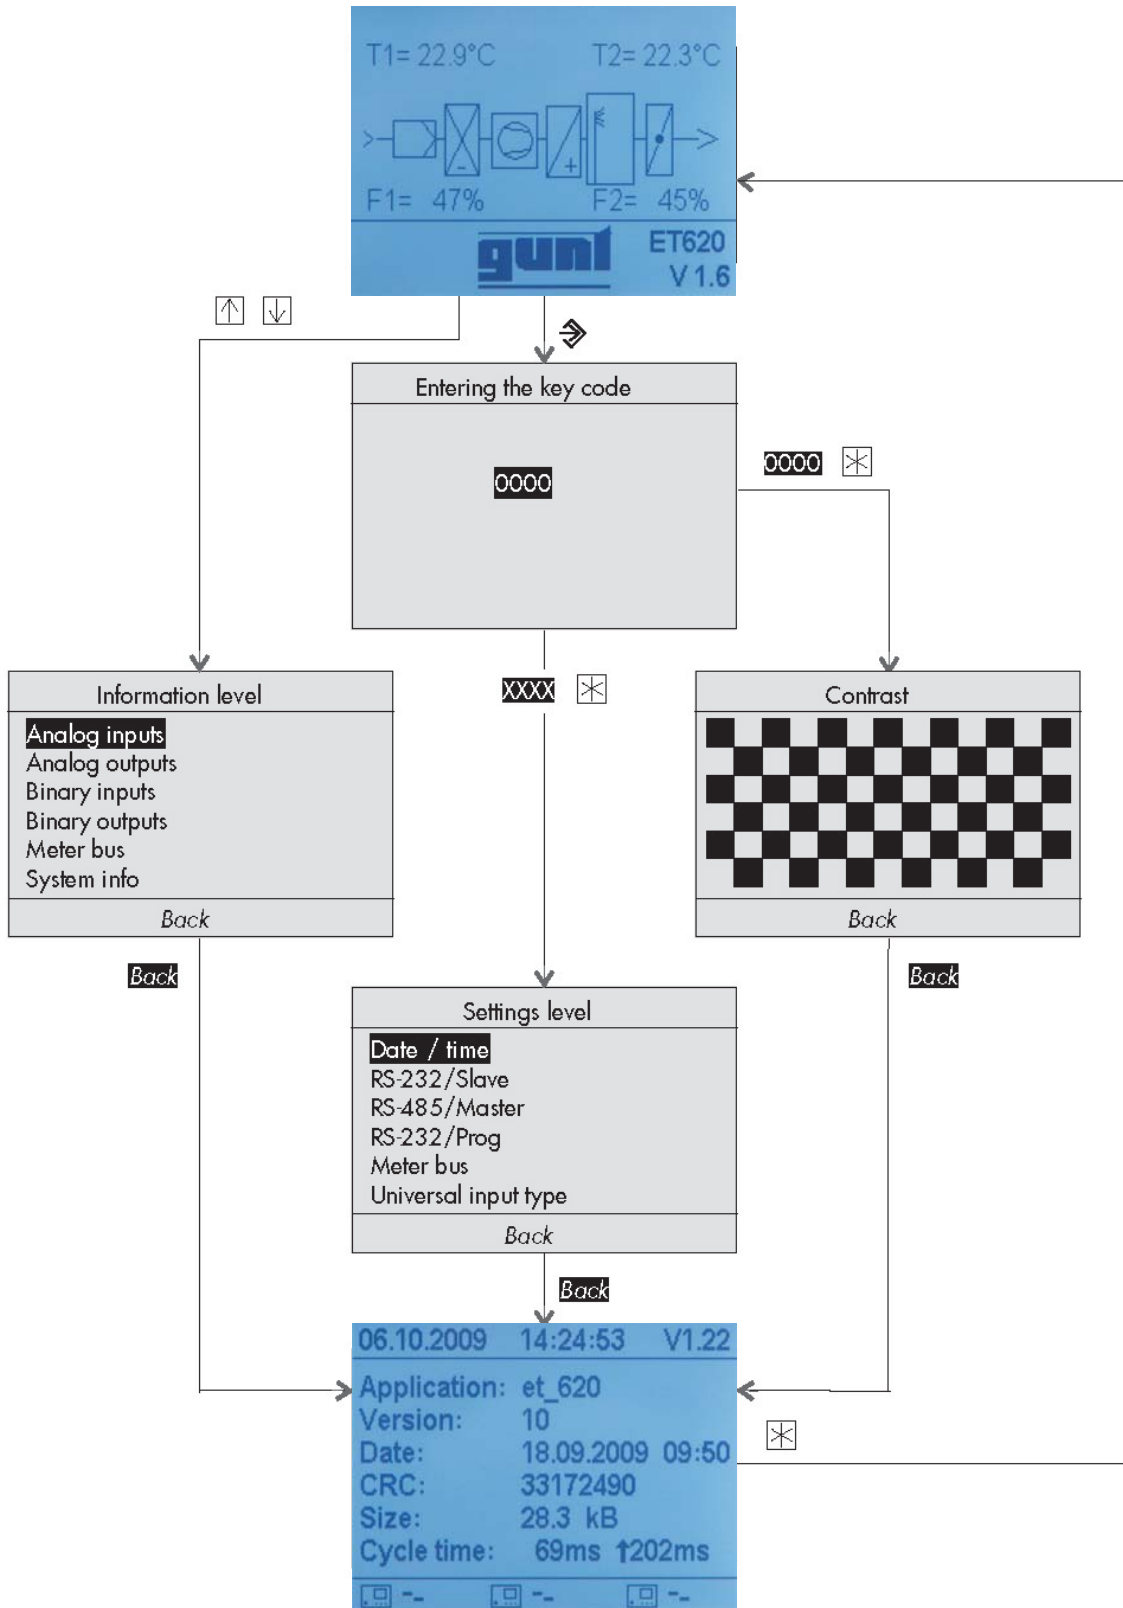 T1= 22.9°C T2= 22.3°C
- +
F1= 47% F2= 45%
gunt ET620
V 1.6
↑ ↓
Entering the key code
0000
0000 *
Information level
Analog inputs
Analog outputs
Binary inputs
Binary outputs
Meter bus
System info
Back
XXXX *
Contrast
Back
Back
Back
Settings level
Date / time
RS-232/Slave
RS-485/Master
RS-232/Prog
Meter bus
Universal input type
Back
Back
06.10.2009 14:24:53 V1.22
Application: et_620
Version: 10
Date: 18.09.2009 09:50
CRC: 33172490
Size: 28.3 kB
Cycle time: 69ms ↑202ms
-- -- --
*